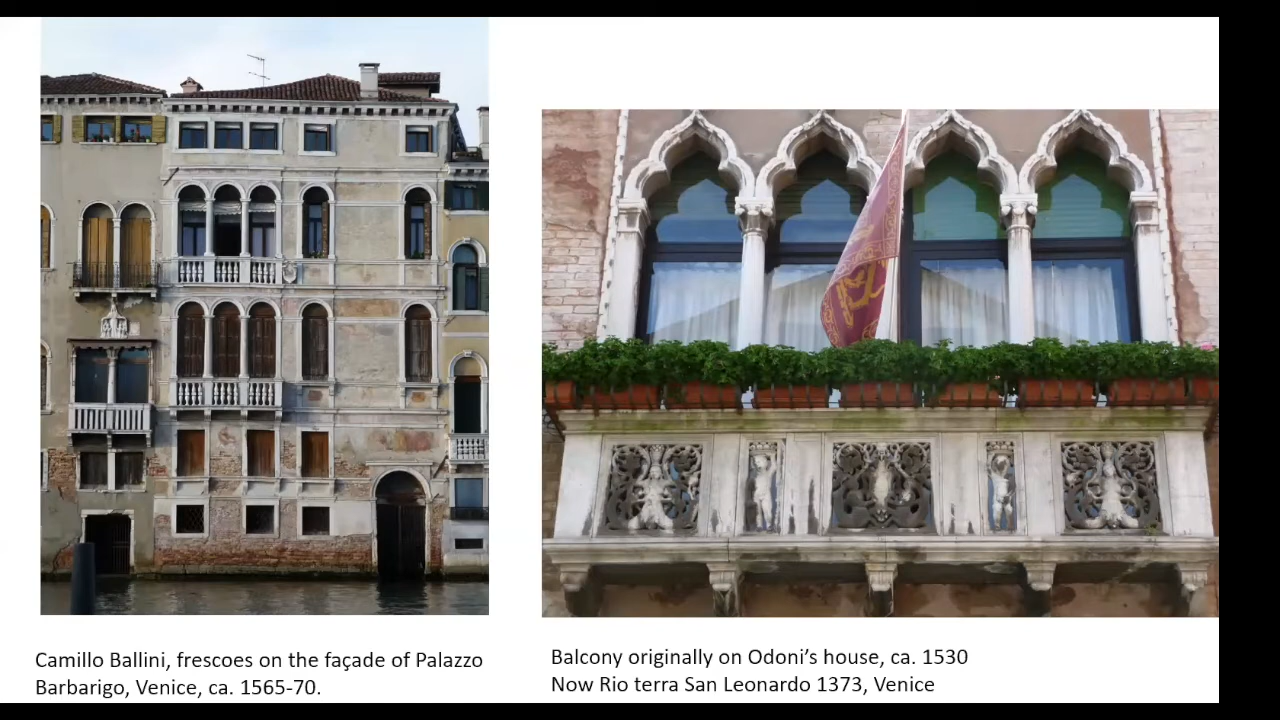 Camillo Ballini, frescoes on the façade of Palazzo
Barbarigo, Venice, ca. 1565-70.
Balcony originally on Odoni’s house, ca. 1530
Now Rio terra San Leonardo 1373, Venice